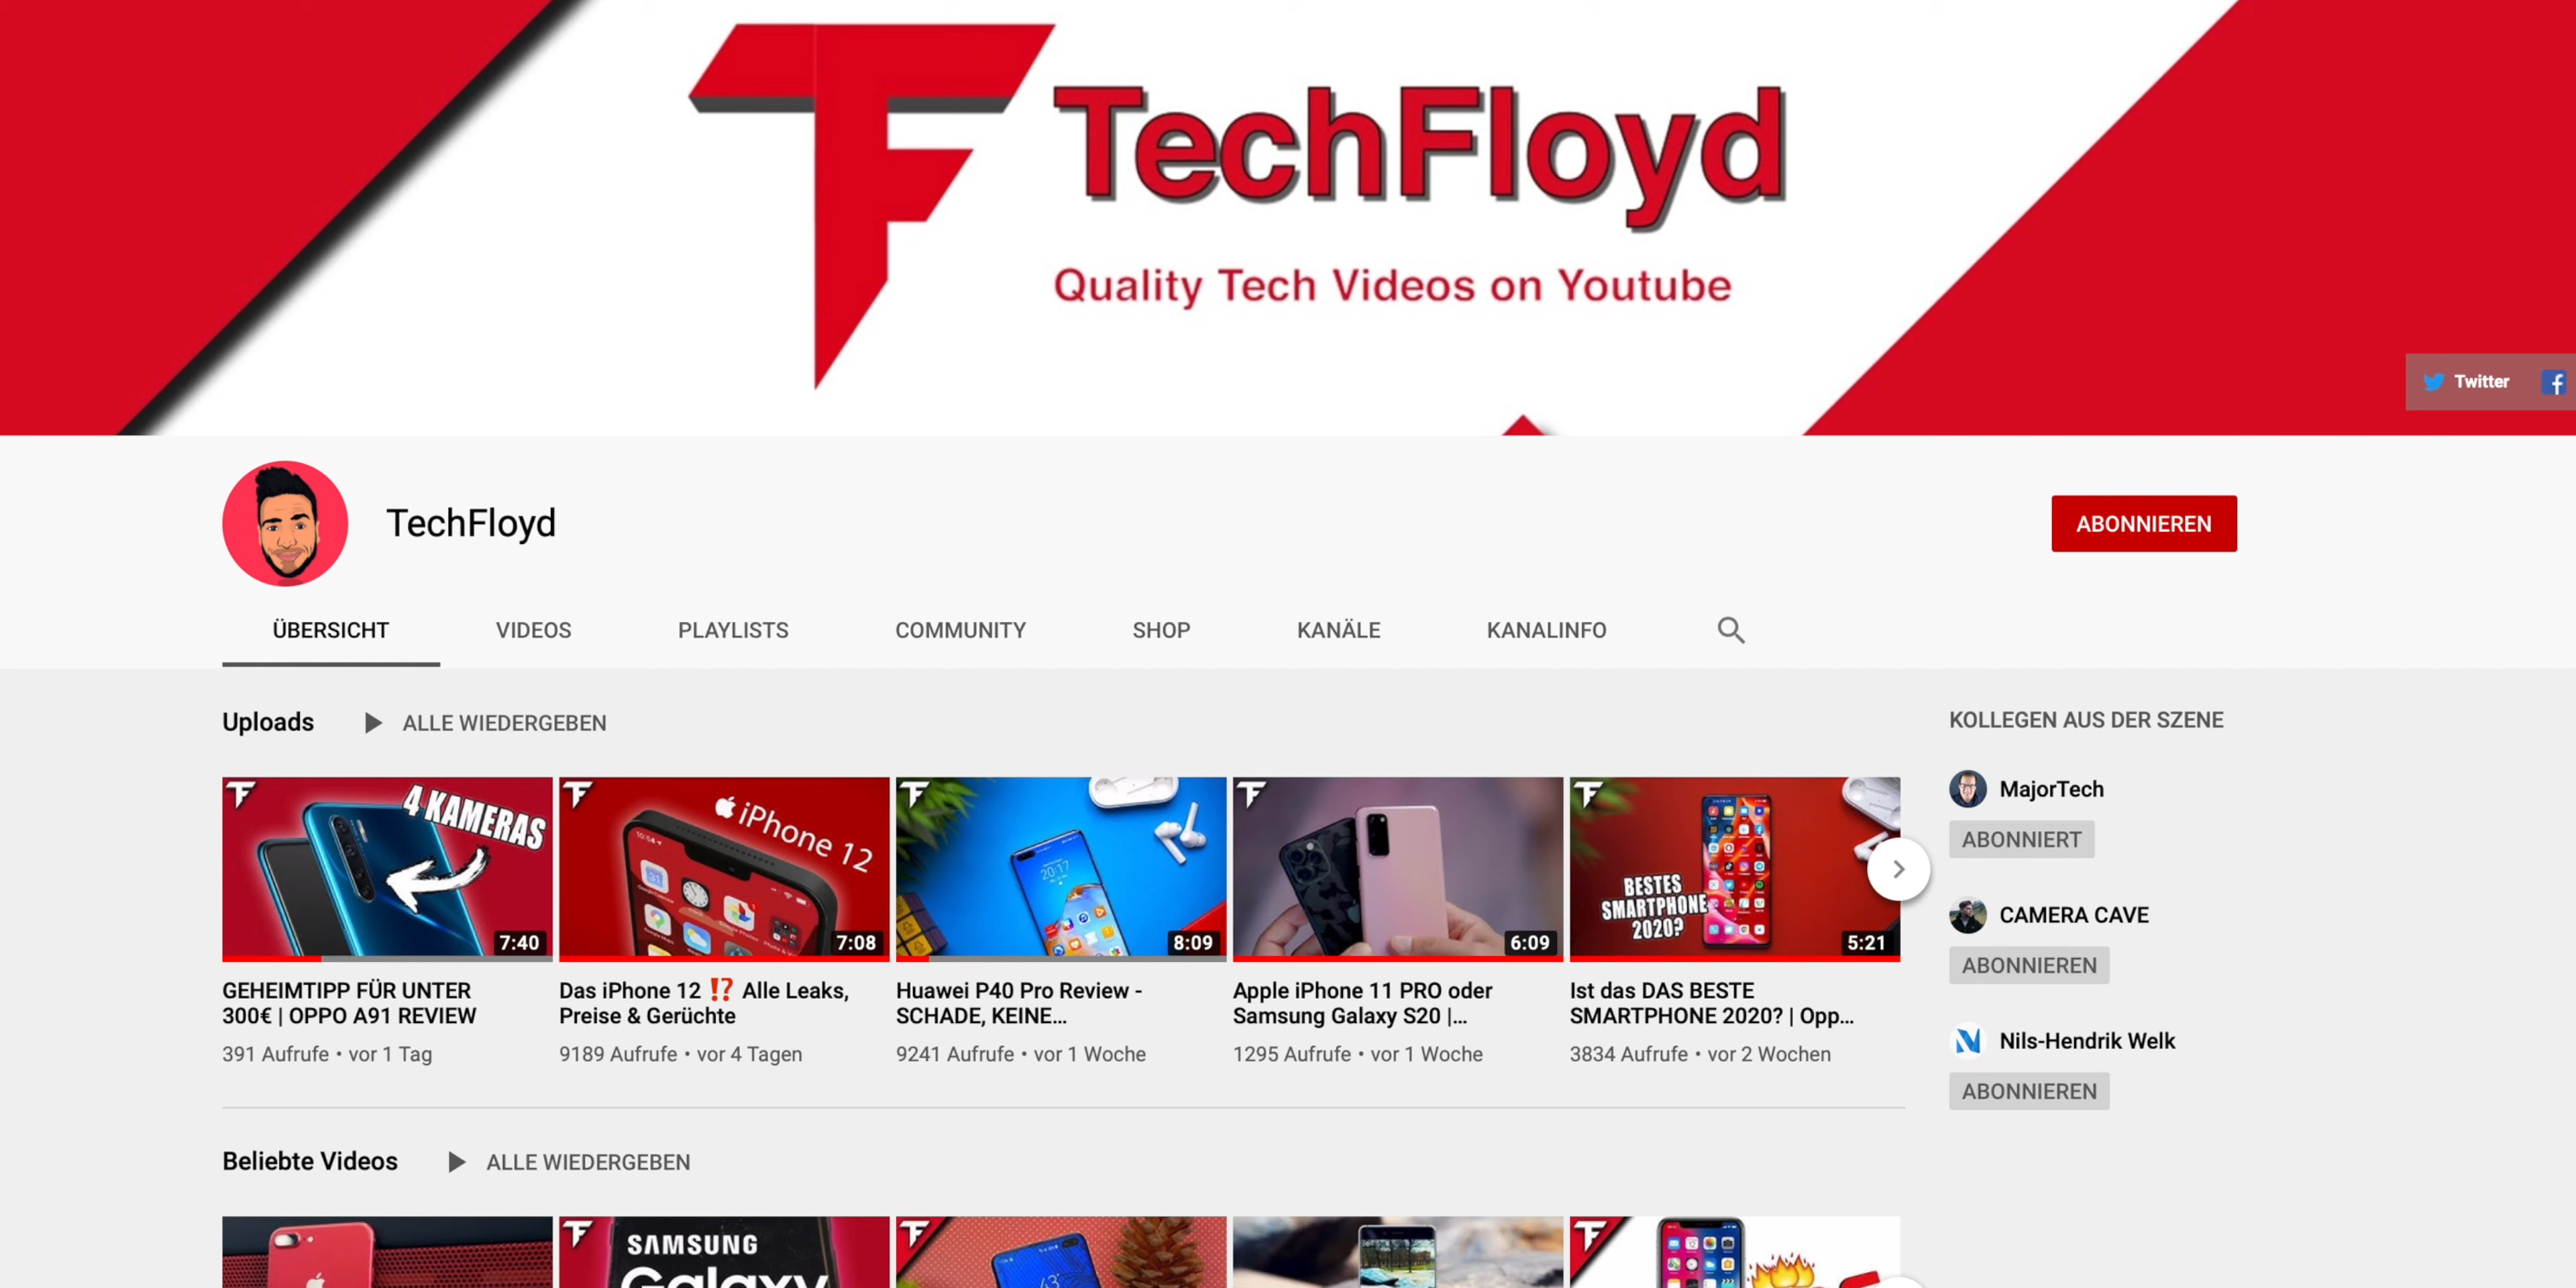 TechFloyd
Quality Tech Videos on Youtube
Twitter
TechFloyd
ABONNIEREN
ÜBERSICHT VIDEOS PLAYLISTS COMMUNITY SHOP KANÄLE KANALINFO
Uploads ALLE WIEDERGEBEN
4 KAMERAS
7:40
iPhone 12
7:08
20:17
8:09
6:09
BESTES
SMARTPHONE
2020?
5:21
GEHEIMTIPP FÜR UNTER
300€ | OPPO A91 REVIEW
391 Aufrufe • vor 1 Tag
Das iPhone 12 ⁉ Alle Leaks,
Preise & Gerüchte
9189 Aufrufe • vor 4 Tagen
Huawei P40 Pro Review -
SCHADE, KEINE...
9241 Aufrufe • vor 1 Woche
Apple iPhone 11 PRO oder
Samsung Galaxy S20 |...
1295 Aufrufe • vor 1 Woche
Ist das DAS BESTE
SMARTPHONE 2020? | Opp...
3834 Aufrufe • vor 2 Wochen
KOLLEGEN AUS DER SZENE
MajorTech
ABONNIERT
CAMERA CAVE
ABONNIEREN
Nils-Hendrik Welk
ABONNIEREN
Beliebte Videos ALLE WIEDERGEBEN
SAMSUNG
Galaxy